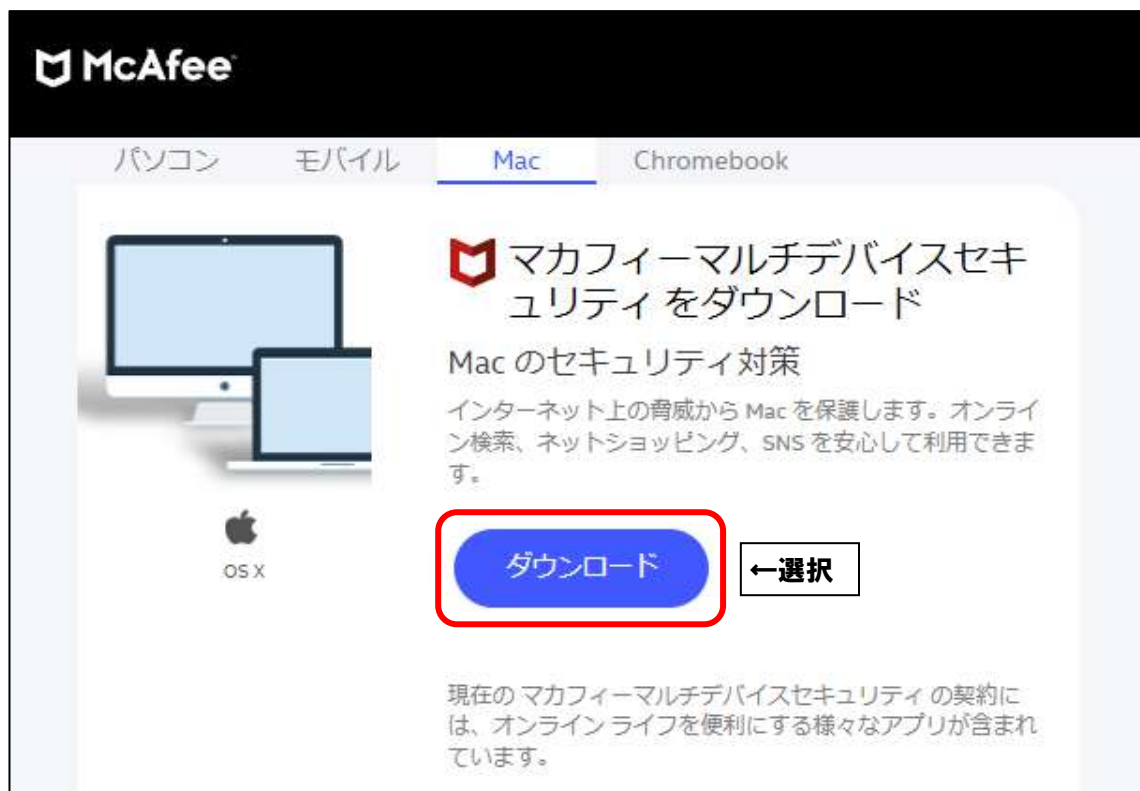 McAfee
パソコン モバイル Mac Chromebook
マカフィーマルチデバイスセキ
ュリティ をダウンロード
Mac のセキュリティ対策
インターネット上の脅威から Mac を保護します。オンライ
ン検索、ネットショッピング、SNS を安心して利用できま
す。
OS X
ダウンロード
←選択
現在の マカフィーマルチデバイスセキュリティ の契約に
は、オンライン ライフを便利にする様々なアプリが含まれ
ています。